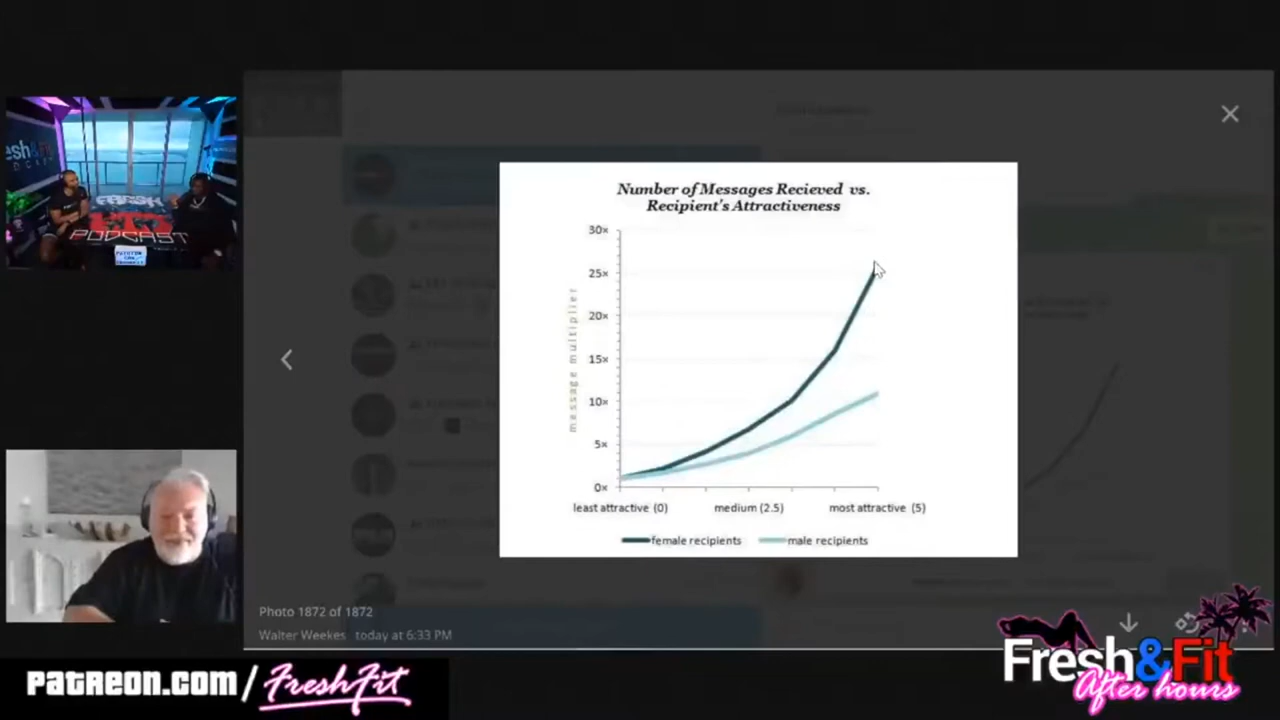 Number of Messages Recieved vs.
Recipient's Attractiveness
30x
25x
20x
15x
10x
5x
0x
message multiplier
least attractive (0)
medium (2.5)
most attractive (5)
female recipients
male recipients
Photo 1872 of 1872
Walter Weekes today at 6:33 PM
PODCAST
PATREON.COM/FRESHFIT
Fresh&Fit
After hours